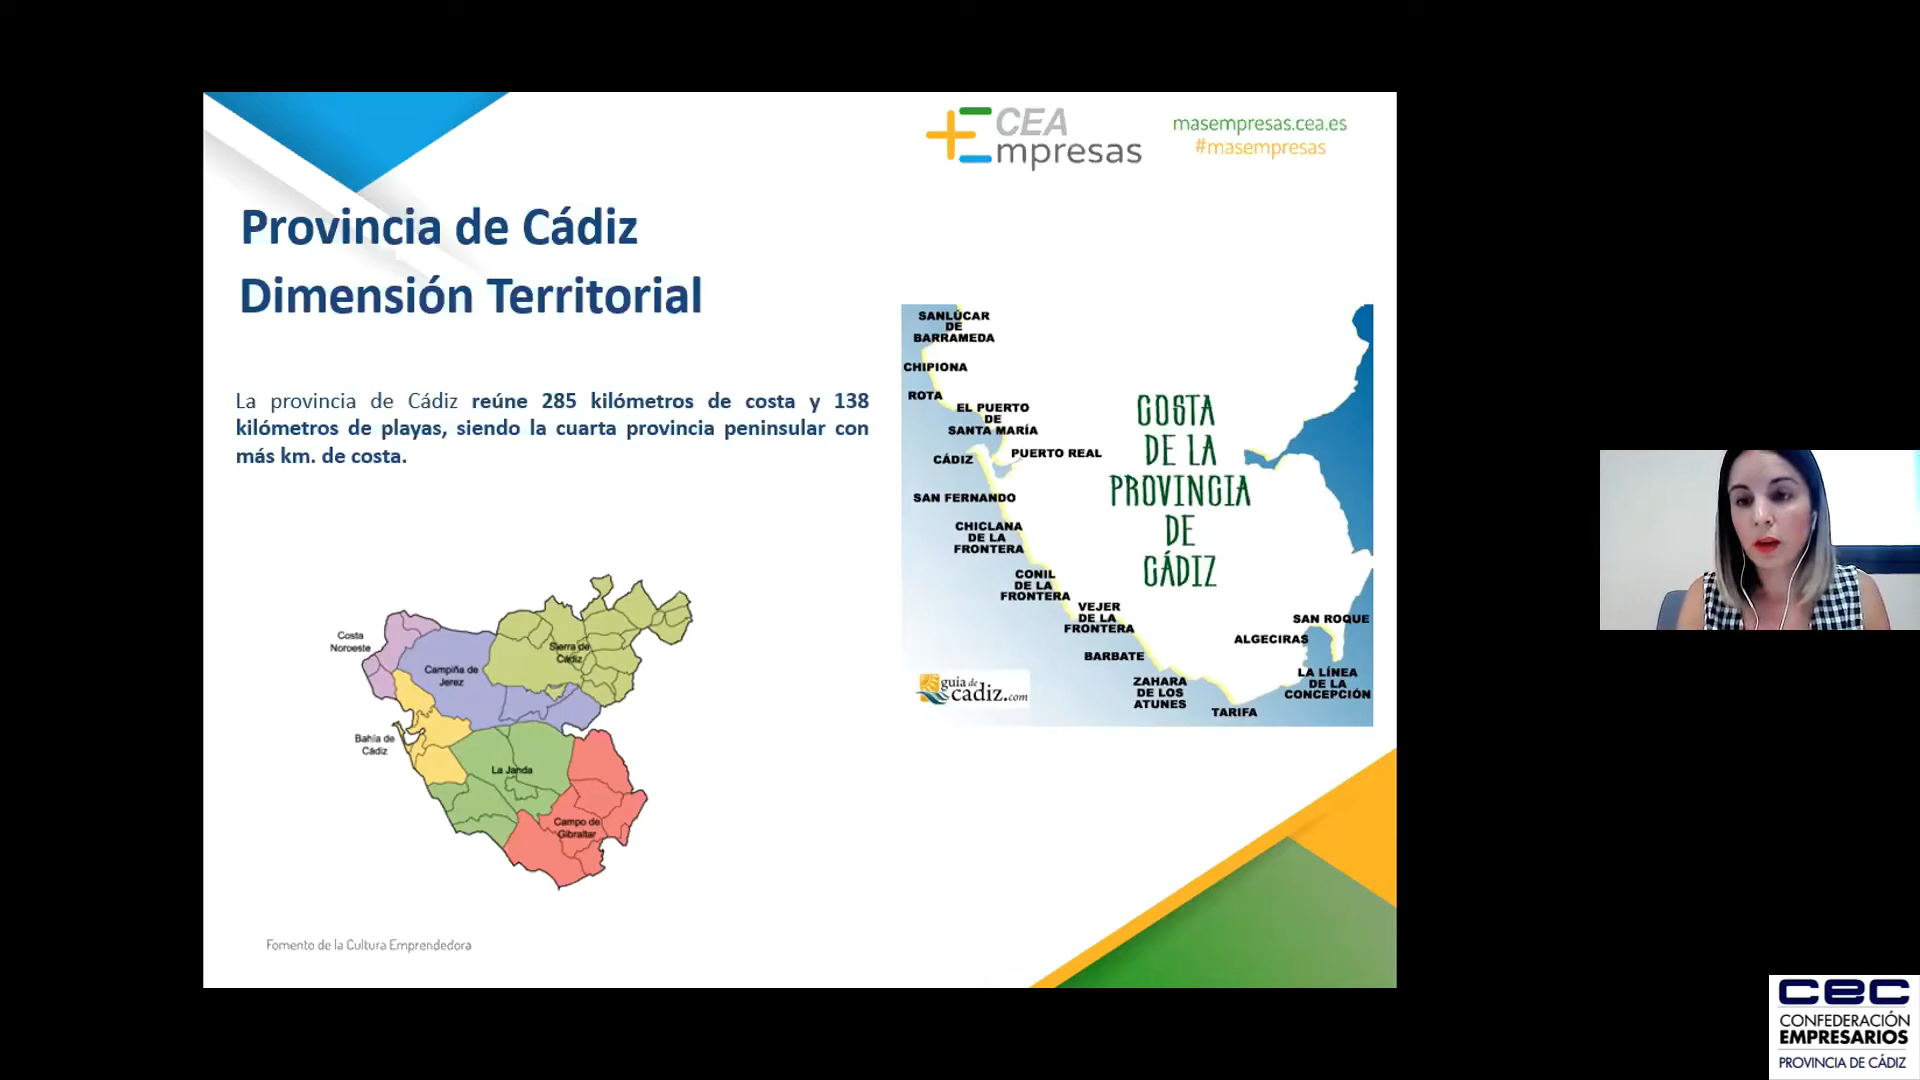 CEA
Empresas
masempresas.cea.es
#masempresas
Provincia de Cádiz
Dimensión Territorial
La provincia de Cádiz reúne 285 kilómetros de costa y 138
kilómetros de playas, siendo la cuarta provincia peninsular con
más km. de costa.
SANLÚCAR
DE
BARRAMEDA
CHIPIONA
ROTA
EL PUERTO
DE
SANTA MARÍA
CÁDIZ
PUERTO REAL
SAN FERNANDO
CHICLANA
DE LA
FRONTERA
CONIL
DE LA
FRONTERA
VEJER
DE LA
FRONTERA
BARBATE
ZAHARA
DE LOS
ATUNES
TARIFA
ALGECIRAS
SAN ROQUE
LA LÍNEA
DE LA
CONCEPCIÓN
COSTA
DE LA
PROVINCIA
DE
CÁDIZ
guía de
cadiz.com
Costa
Noroeste
Campiña de
Jerez
Sierra de
Cádiz
Bahía de
Cádiz
La Janda
Campo de
Gibraltar
Fomento de la Cultura Emprendedora
cec
CONFEDERACIÓN
EMPRESARIOS
PROVINCIA DE CÁDIZ